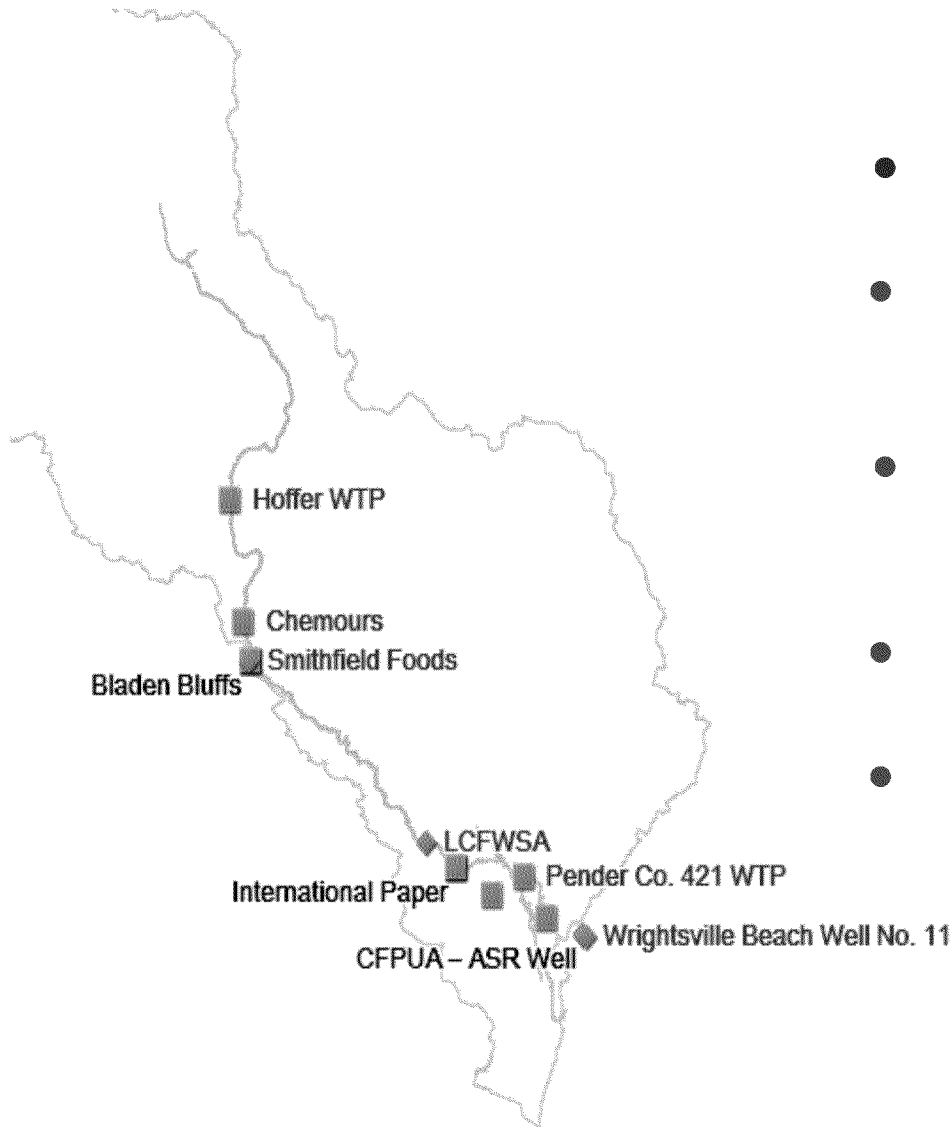 Hoffer WTP
Chemours
Smithfield Foods
Bladen Bluffs
LCFWSA
Pender Co. 421 WTP
International Paper
Wrightsville Beach Well No. 11
CFPUA – ASR Well